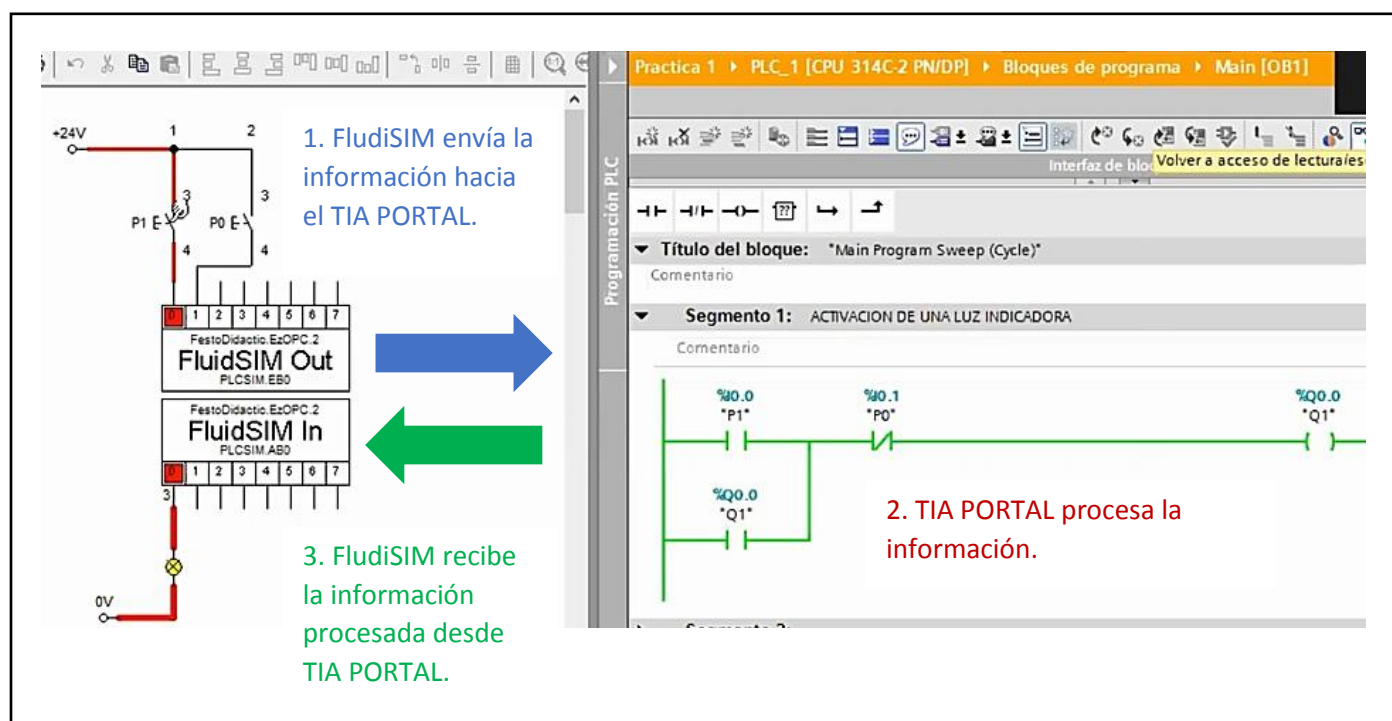 Practica 1 ▸ PLC_1 [CPU 314C-2 PN/DP] ▸ Bloques de programa ▸ Main [OB1]
+24V
1
2
1. FludiSIM envía la
información hacia
el TIA PORTAL.
3
3
P1
P0
4
4
0 1 2 3 4 5 6 7
FestoDidactic.EzOPC.2
FluidSIM Out
PLCSIM.EB0
FestoDidactic.EzOPC.2
FluidSIM In
PLCSIM.AB0
0 1 2 3 4 5 6 7
3
0V
3. FludiSIM recibe
la información
procesada desde
TIA PORTAL.
Programación PLC
Interfaz de blo
Volver a acceso de lectura/es
??
Título del bloque: "Main Program Sweep (Cycle)"
Comentario
Segmento 1: ACTIVACION DE UNA LUZ INDICADORA
Comentario
%I0.0
"P1"
%I0.1
"P0"
%Q0.0
"Q1"
%Q0.0
"Q1"
2. TIA PORTAL procesa la
información.